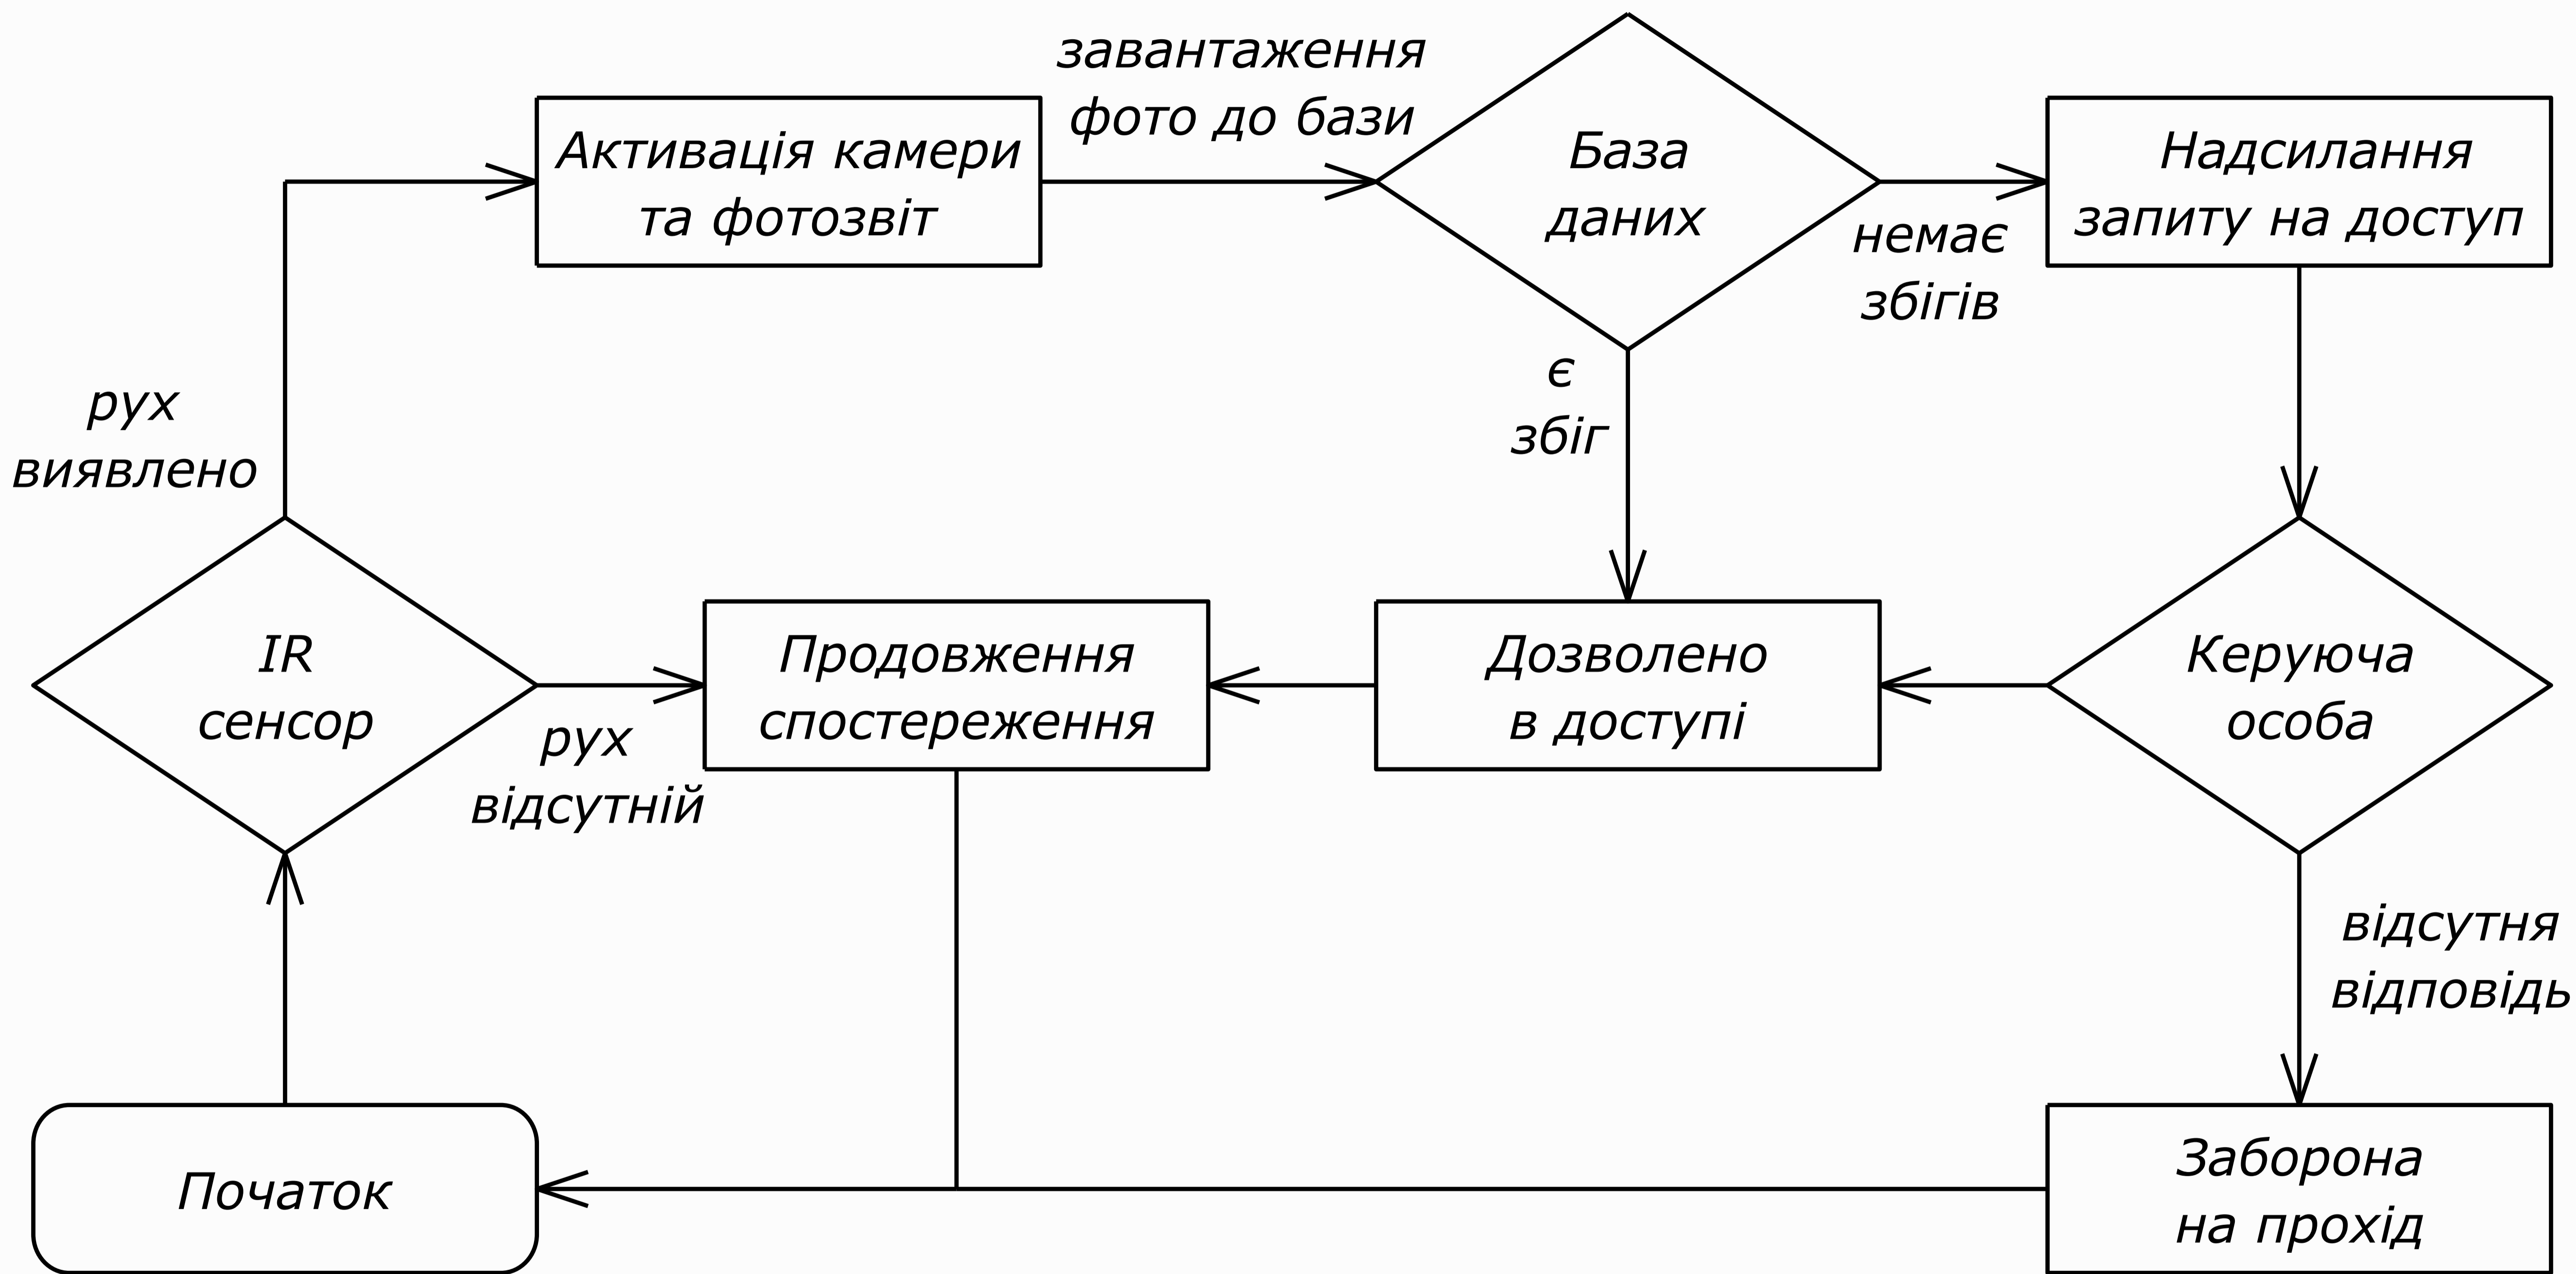 завантаження
фото до бази
Активація камери
та фотозвіт
База
даних
Надсилання
запиту на доступ
немає
збігів
є
збіг
рух
виявлено
IR
сенсор
рух
відсутній
Продовження
спостереження
Дозволено
в доступі
Керуюча
особа
відсутня
відповідь
Початок
Заборона
на прохід